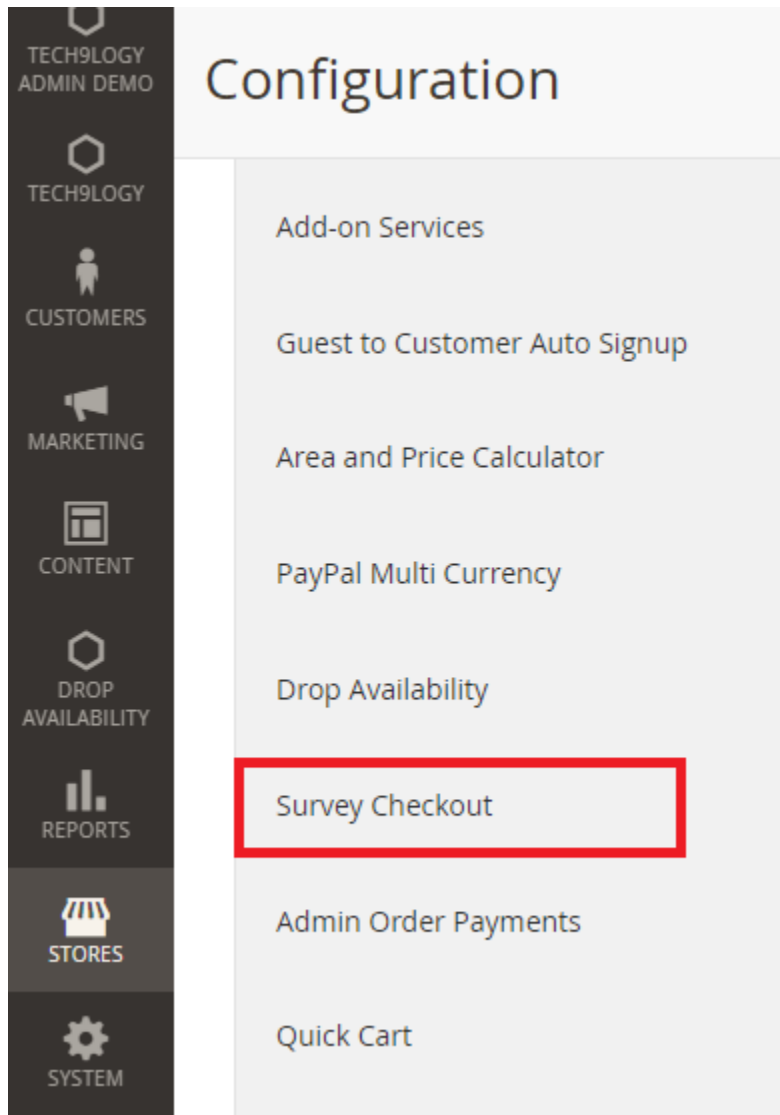 TECH9LOGY
ADMIN DEMO
TECH9LOGY
CUSTOMERS
MARKETING
CONTENT
DROP
AVAILABILITY
REPORTS
STORES
SYSTEM
Configuration
Add-on Services
Guest to Customer Auto Signup
Area and Price Calculator
PayPal Multi Currency
Drop Availability
Survey Checkout
Admin Order Payments
Quick Cart